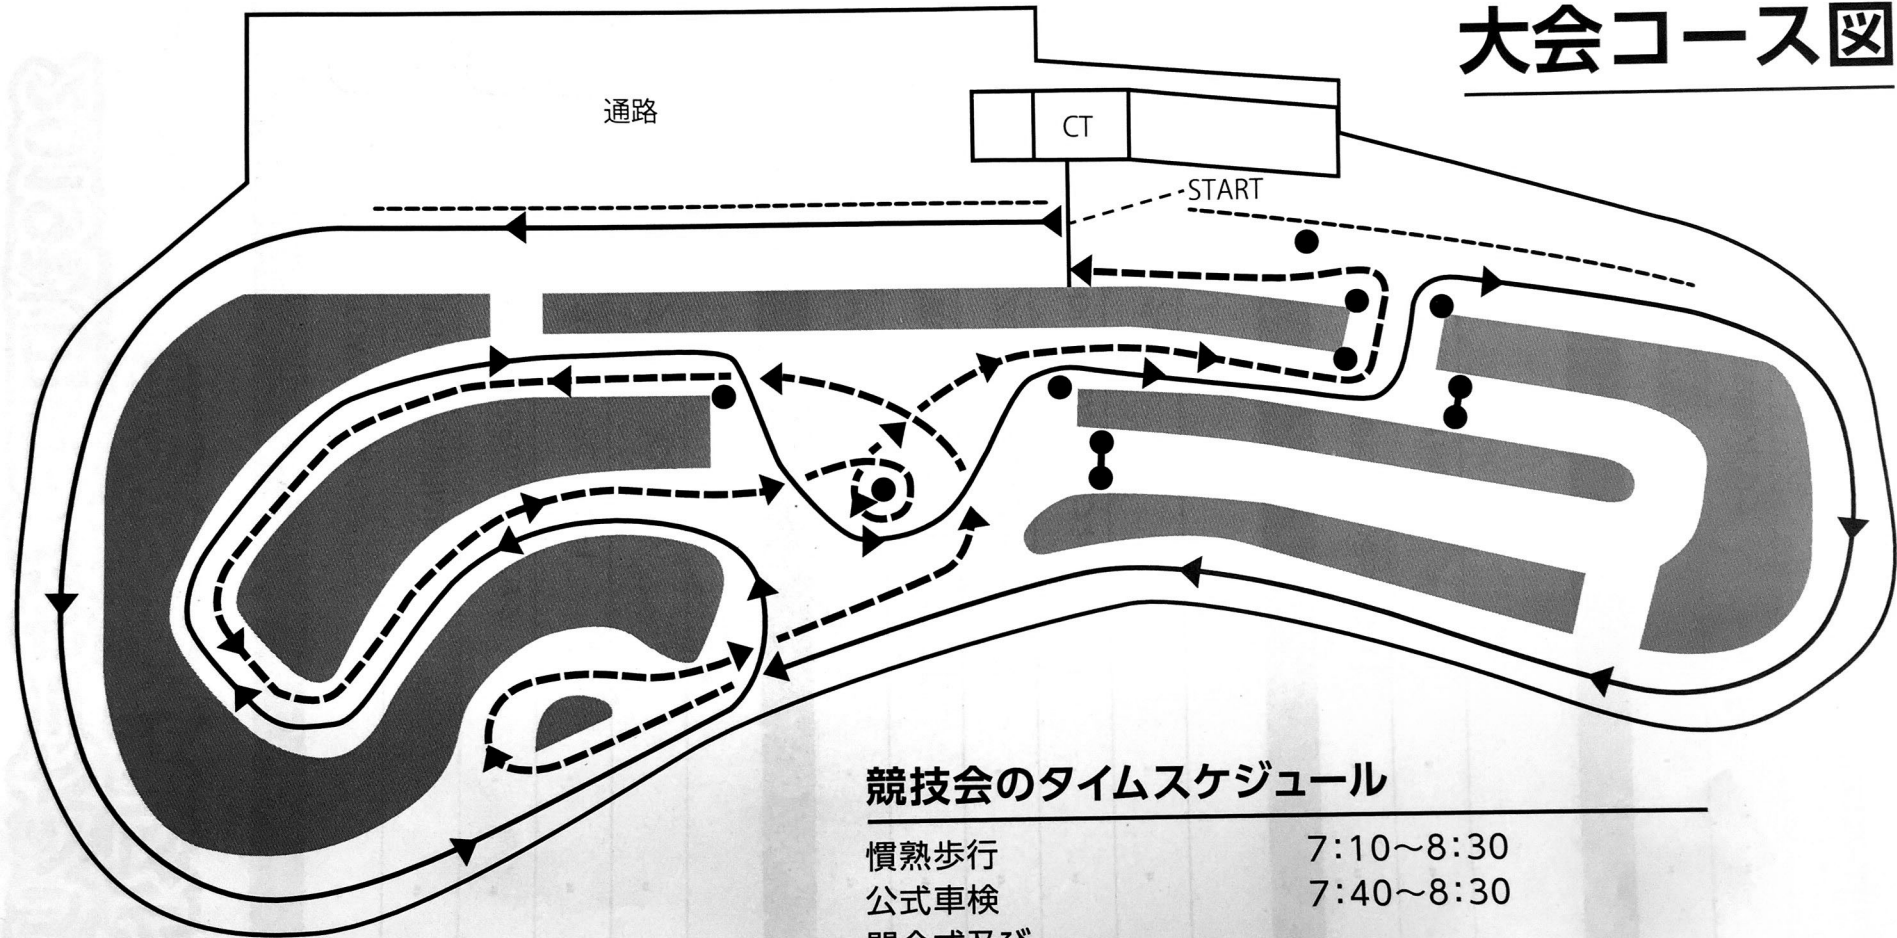 大会コース図
通路
CT
START
競技会のタイムスケジュール
慣熟歩行 7:10～8:30
公式車検 7:40～8:30